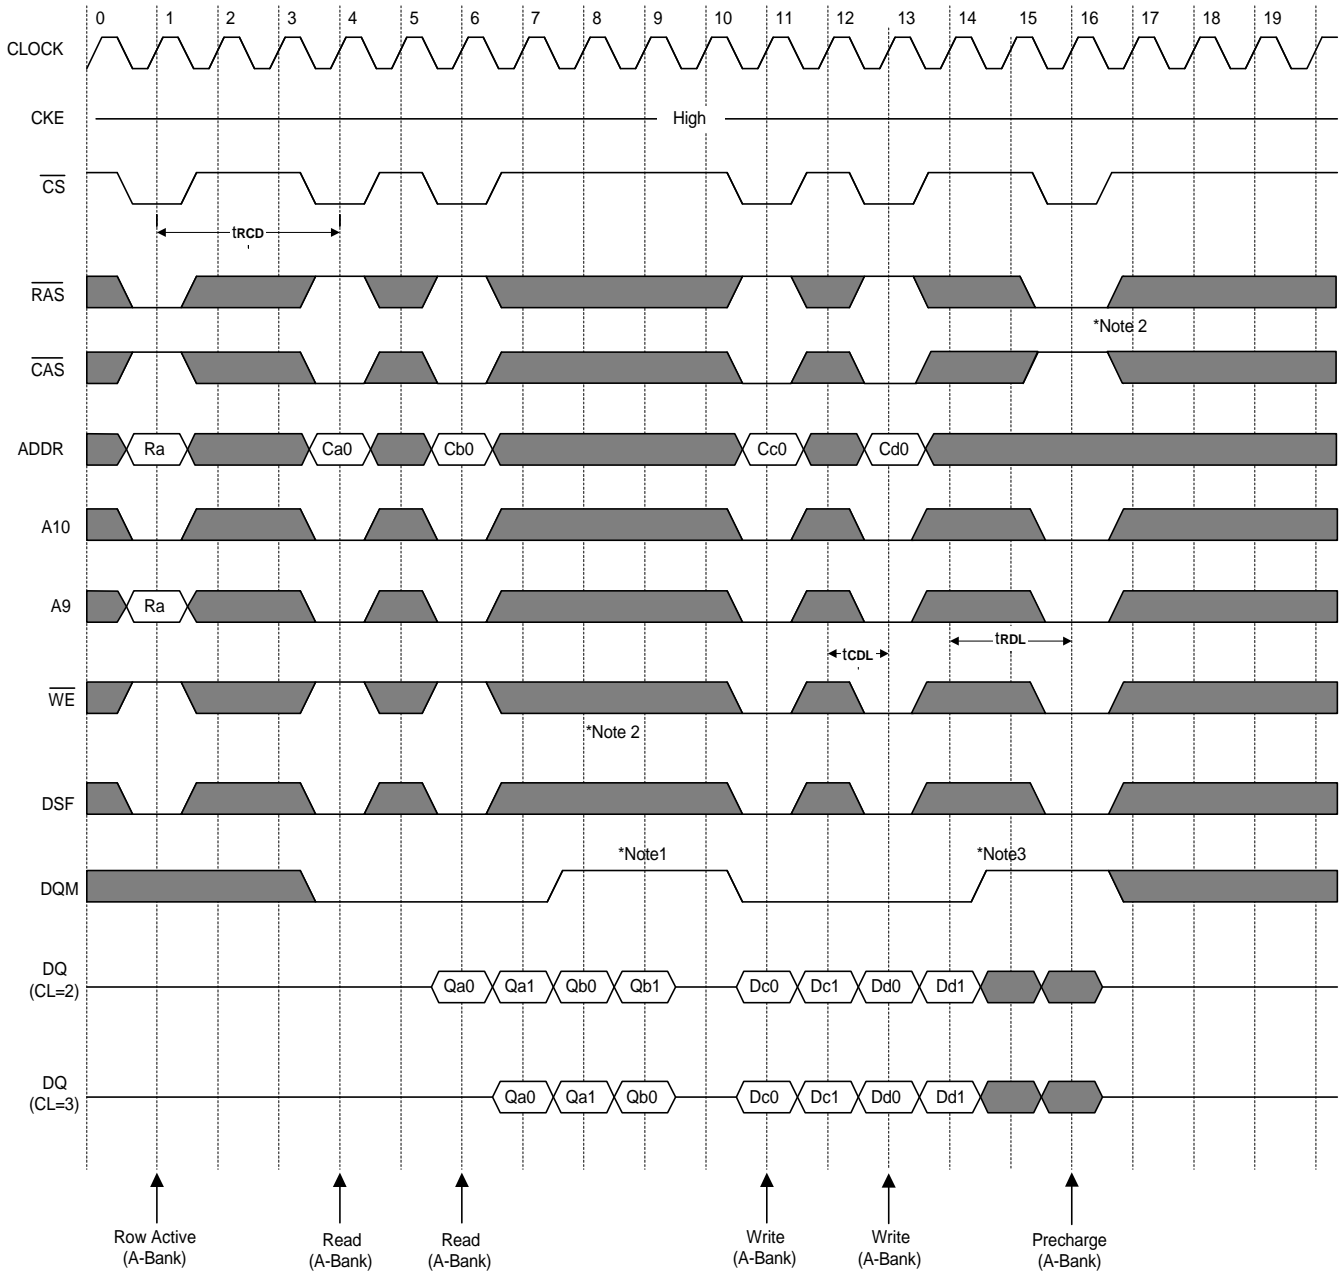 0 1 2 3 4 5 6 7 8 9 10 11 12 13 14 15 16 17 18 19
CLOCK
CKE High
CS
tRCD
RAS
*Note 2
CAS
ADDR Ra Ca0 Cb0 Cc0 Cd0
A10
A9 Ra
tCDL tRDL
WE
*Note 2
DSF
*Note1 *Note3
DQM
DQ
(CL=2) Qa0 Qa1 Qb0 Qb1 Dc0 Dc1 Dd0 Dd1
DQ
(CL=3) Qa0 Qa1 Qb0 Dc0 Dc1 Dd0 Dd1
Row Active
(A-Bank)
Read
(A-Bank)
Read
(A-Bank)
Write
(A-Bank)
Write
(A-Bank)
Precharge
(A-Bank)